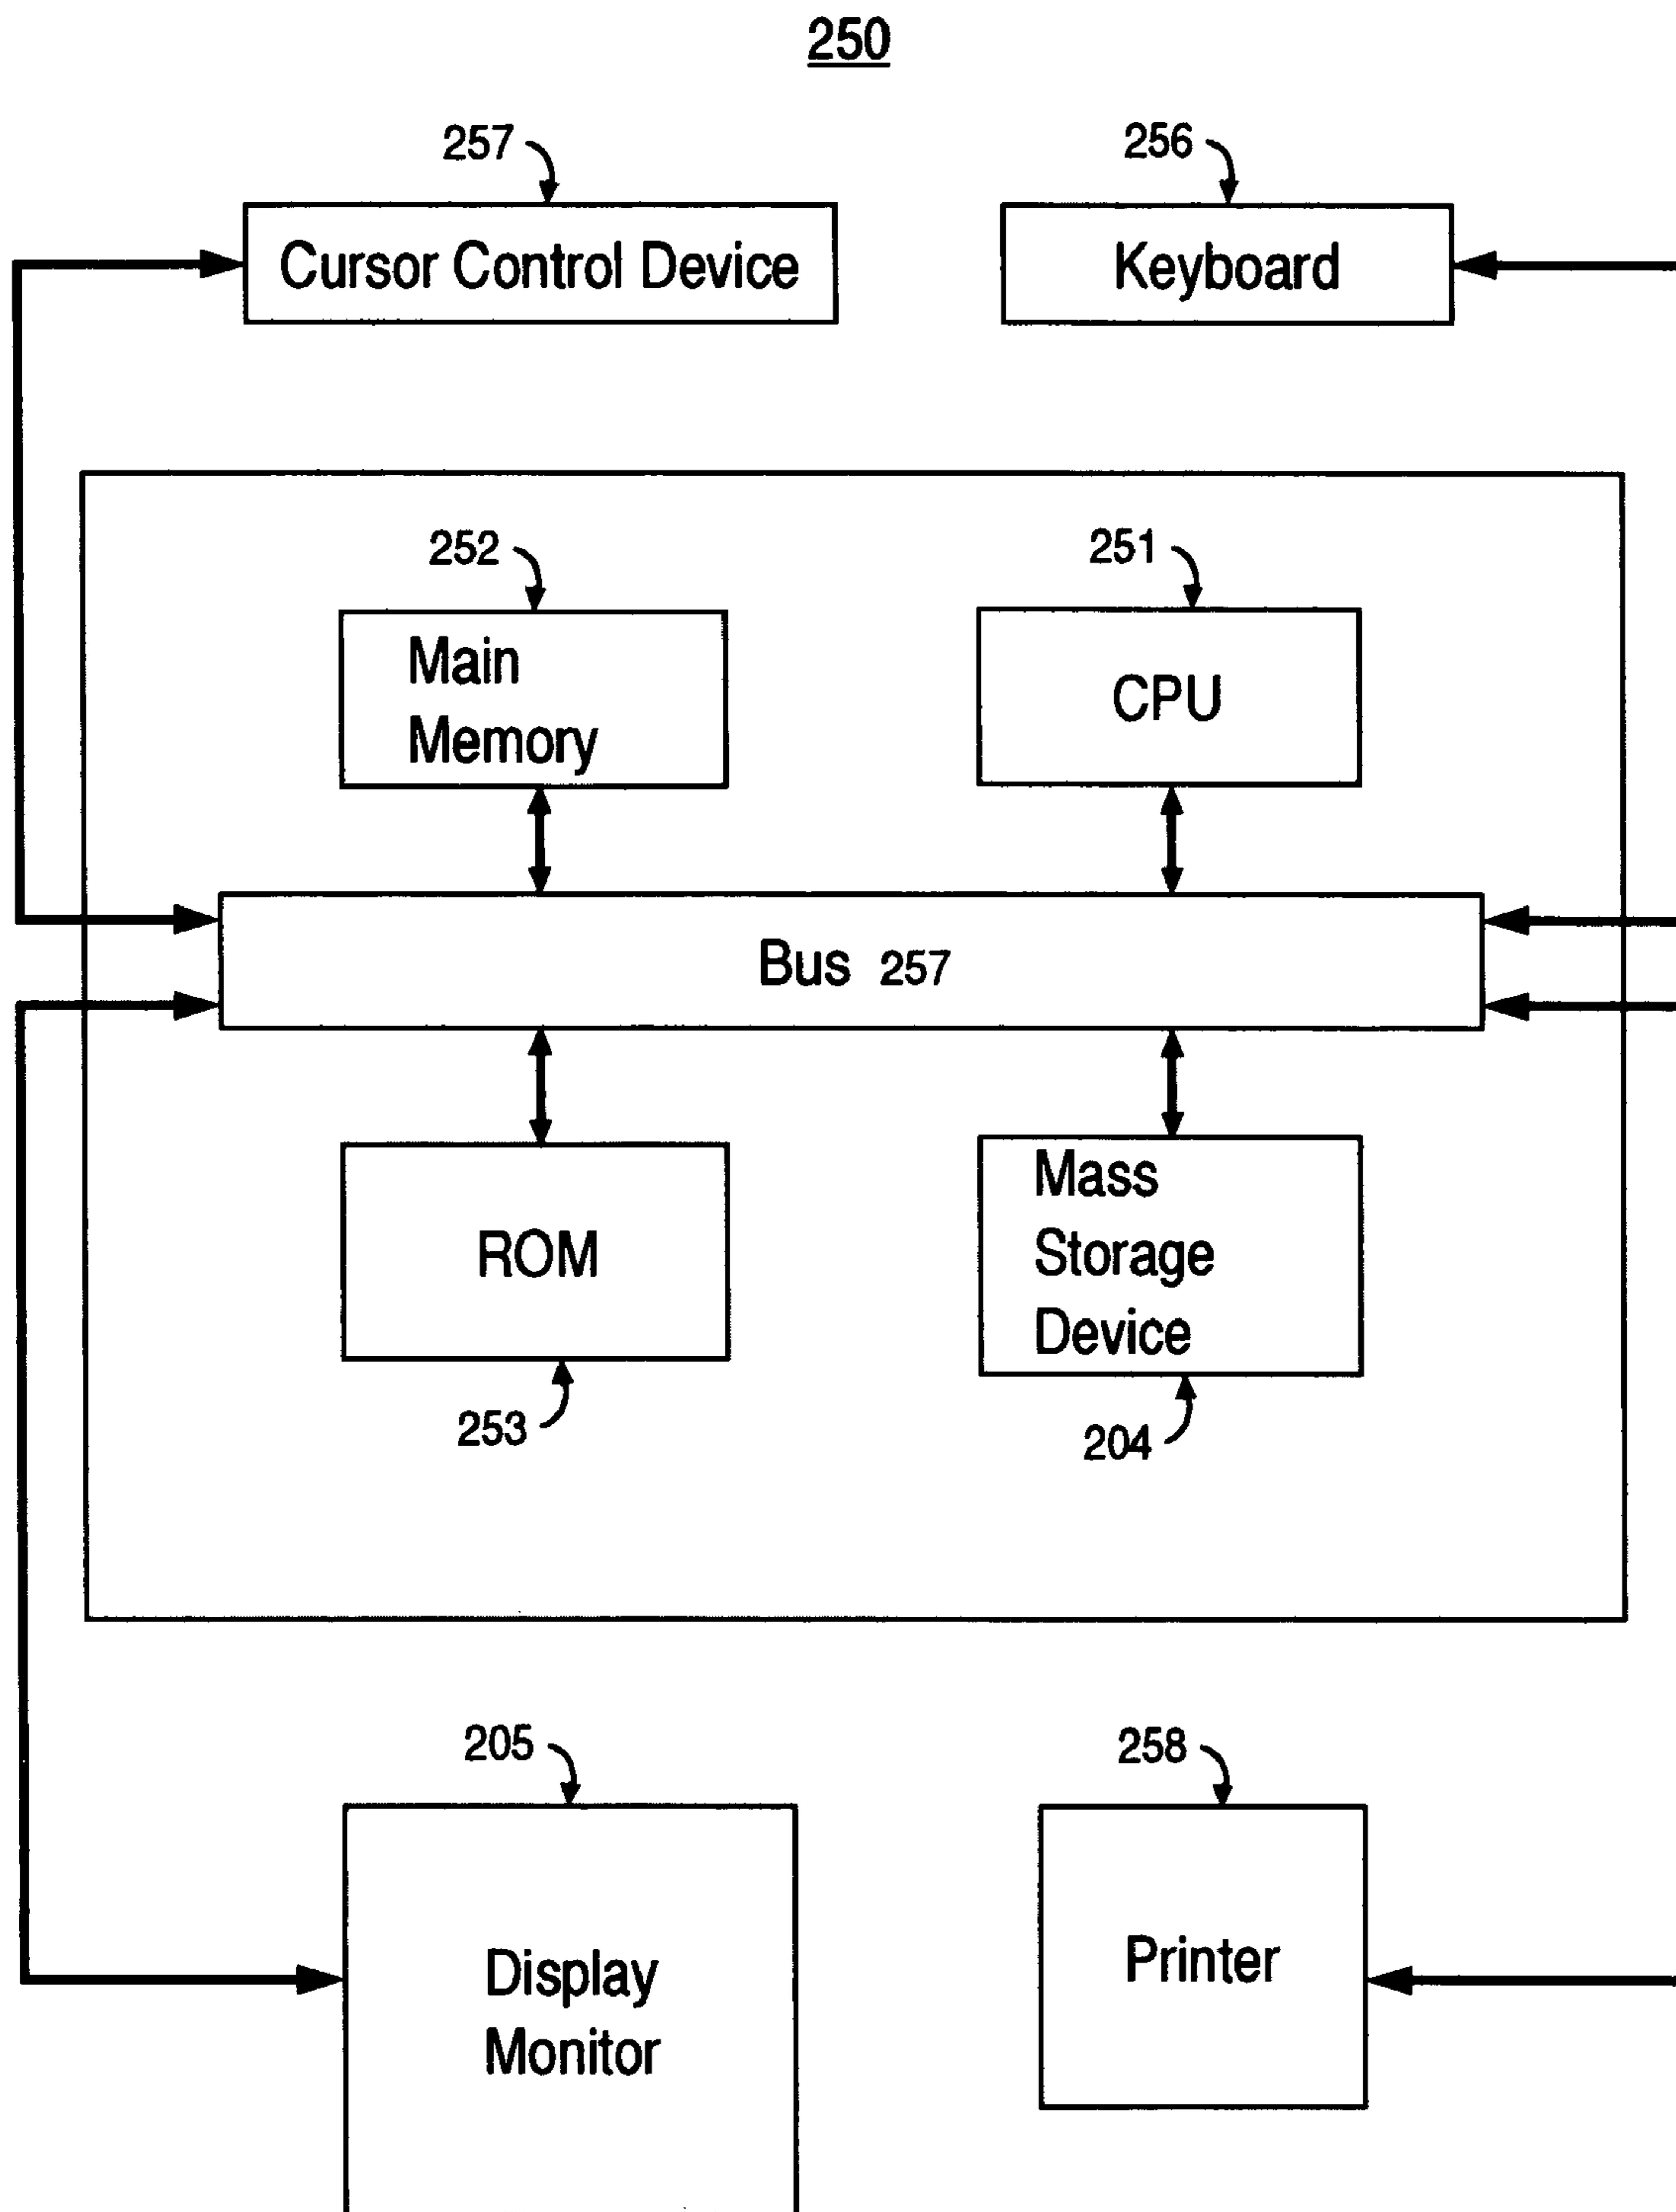 250
257
256
Cursor Control Device
Keyboard
252
251
Main
Memory
CPU
Bus 257
ROM
253
Mass
Storage
Device
204
205
258
Display
Monitor
Printer